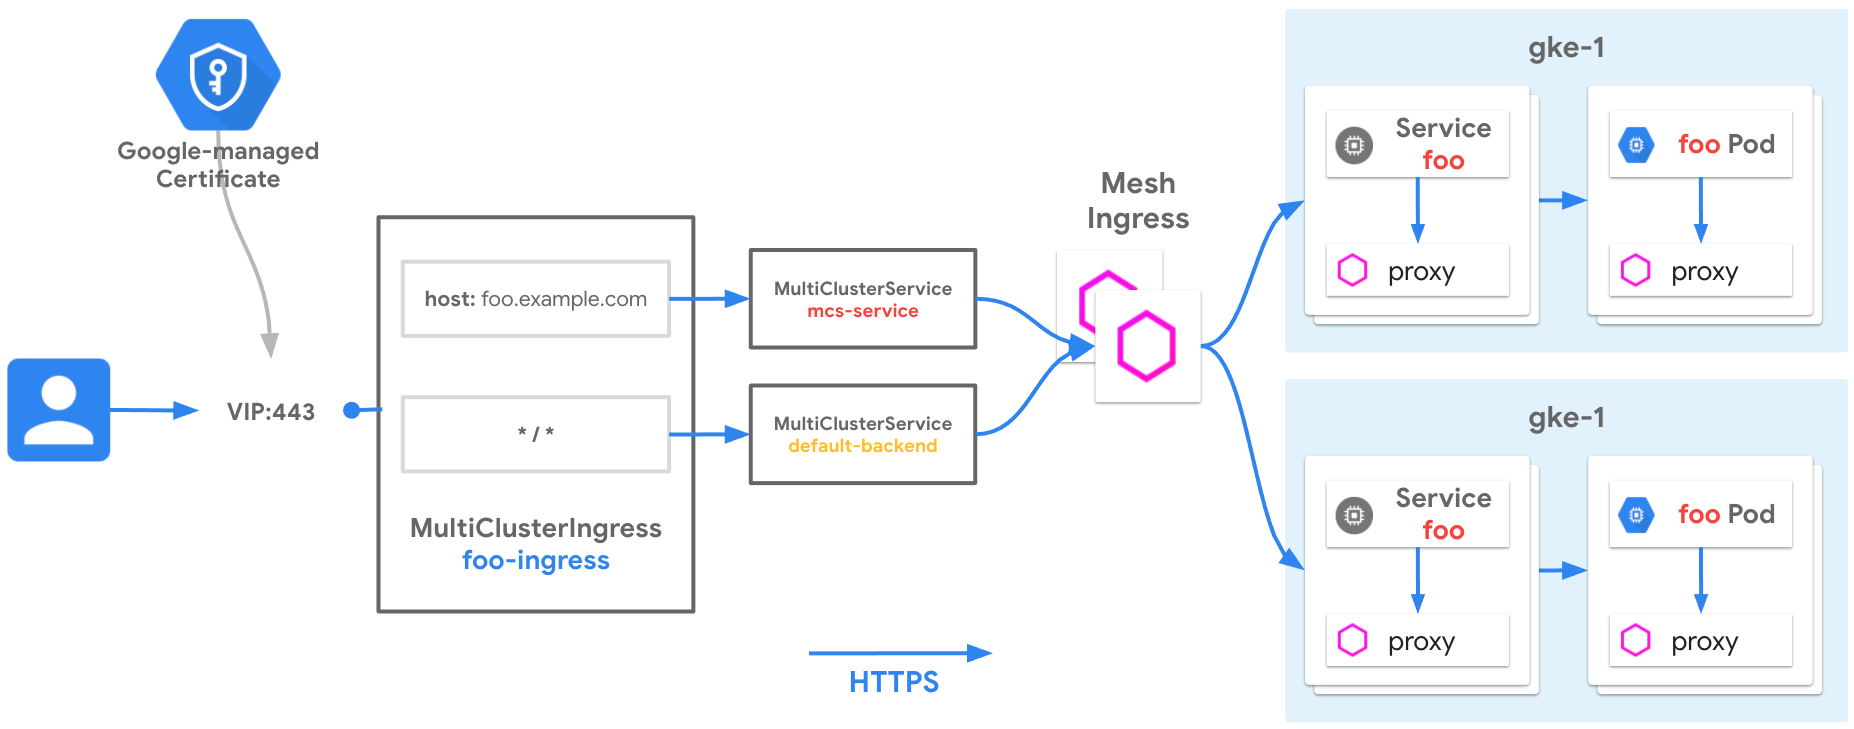 Google-managed
Certificate
VIP:443
host: foo.example.com
* / *
MultiClusterIngress
foo-ingress
MultiClusterService
mcs-service
MultiClusterService
default-backend
HTTPS
Mesh
Ingress
gke-1
Service
foo
proxy
foo Pod
proxy
gke-1
Service
foo
proxy
foo Pod
proxy